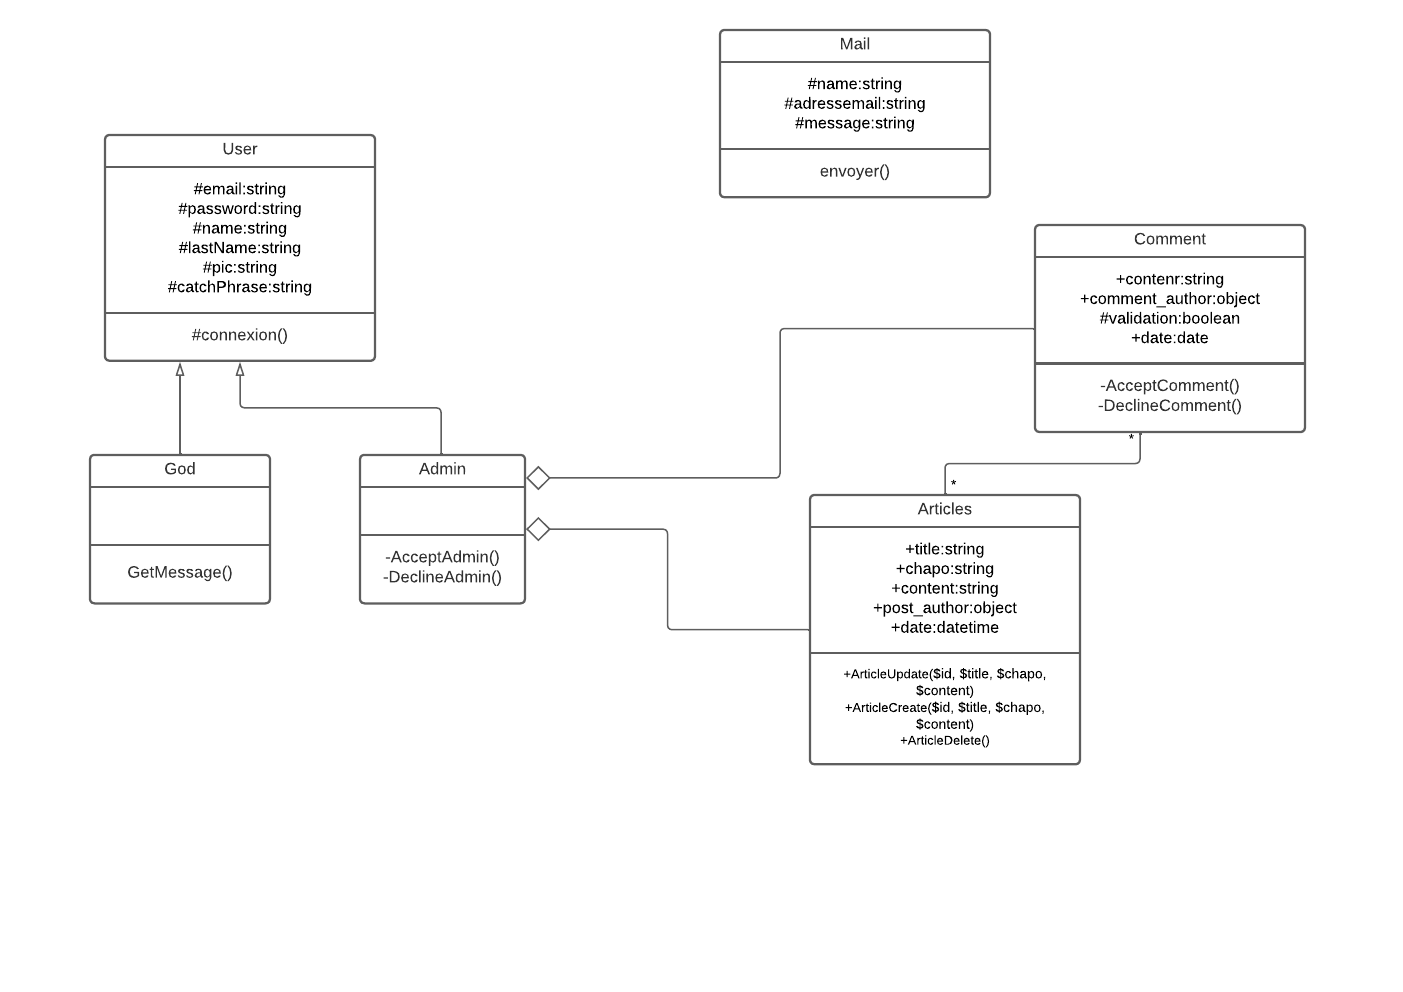 Mail
#name:string
#adressemail:string
#message:string
envoyer()
User
#email:string
#password:string
#name:string
#lastName:string
#pic:string
#catchPhrase:string
#connexion()
Comment
+contenr:string
+comment_author:object
#validation:boolean
+date:date
-AcceptComment()
-DeclineComment()
*
*
God
GetMessage()
Admin
-AcceptAdmin()
-DeclineAdmin()
Articles
+title:string
+chapo:string
+content:string
+post_author:object
+date:datetime
+ArticleUpdate($id, $title, $chapo,
$content)
+ArticleCreate($id, $title, $chapo,
$content)
+ArticleDelete()